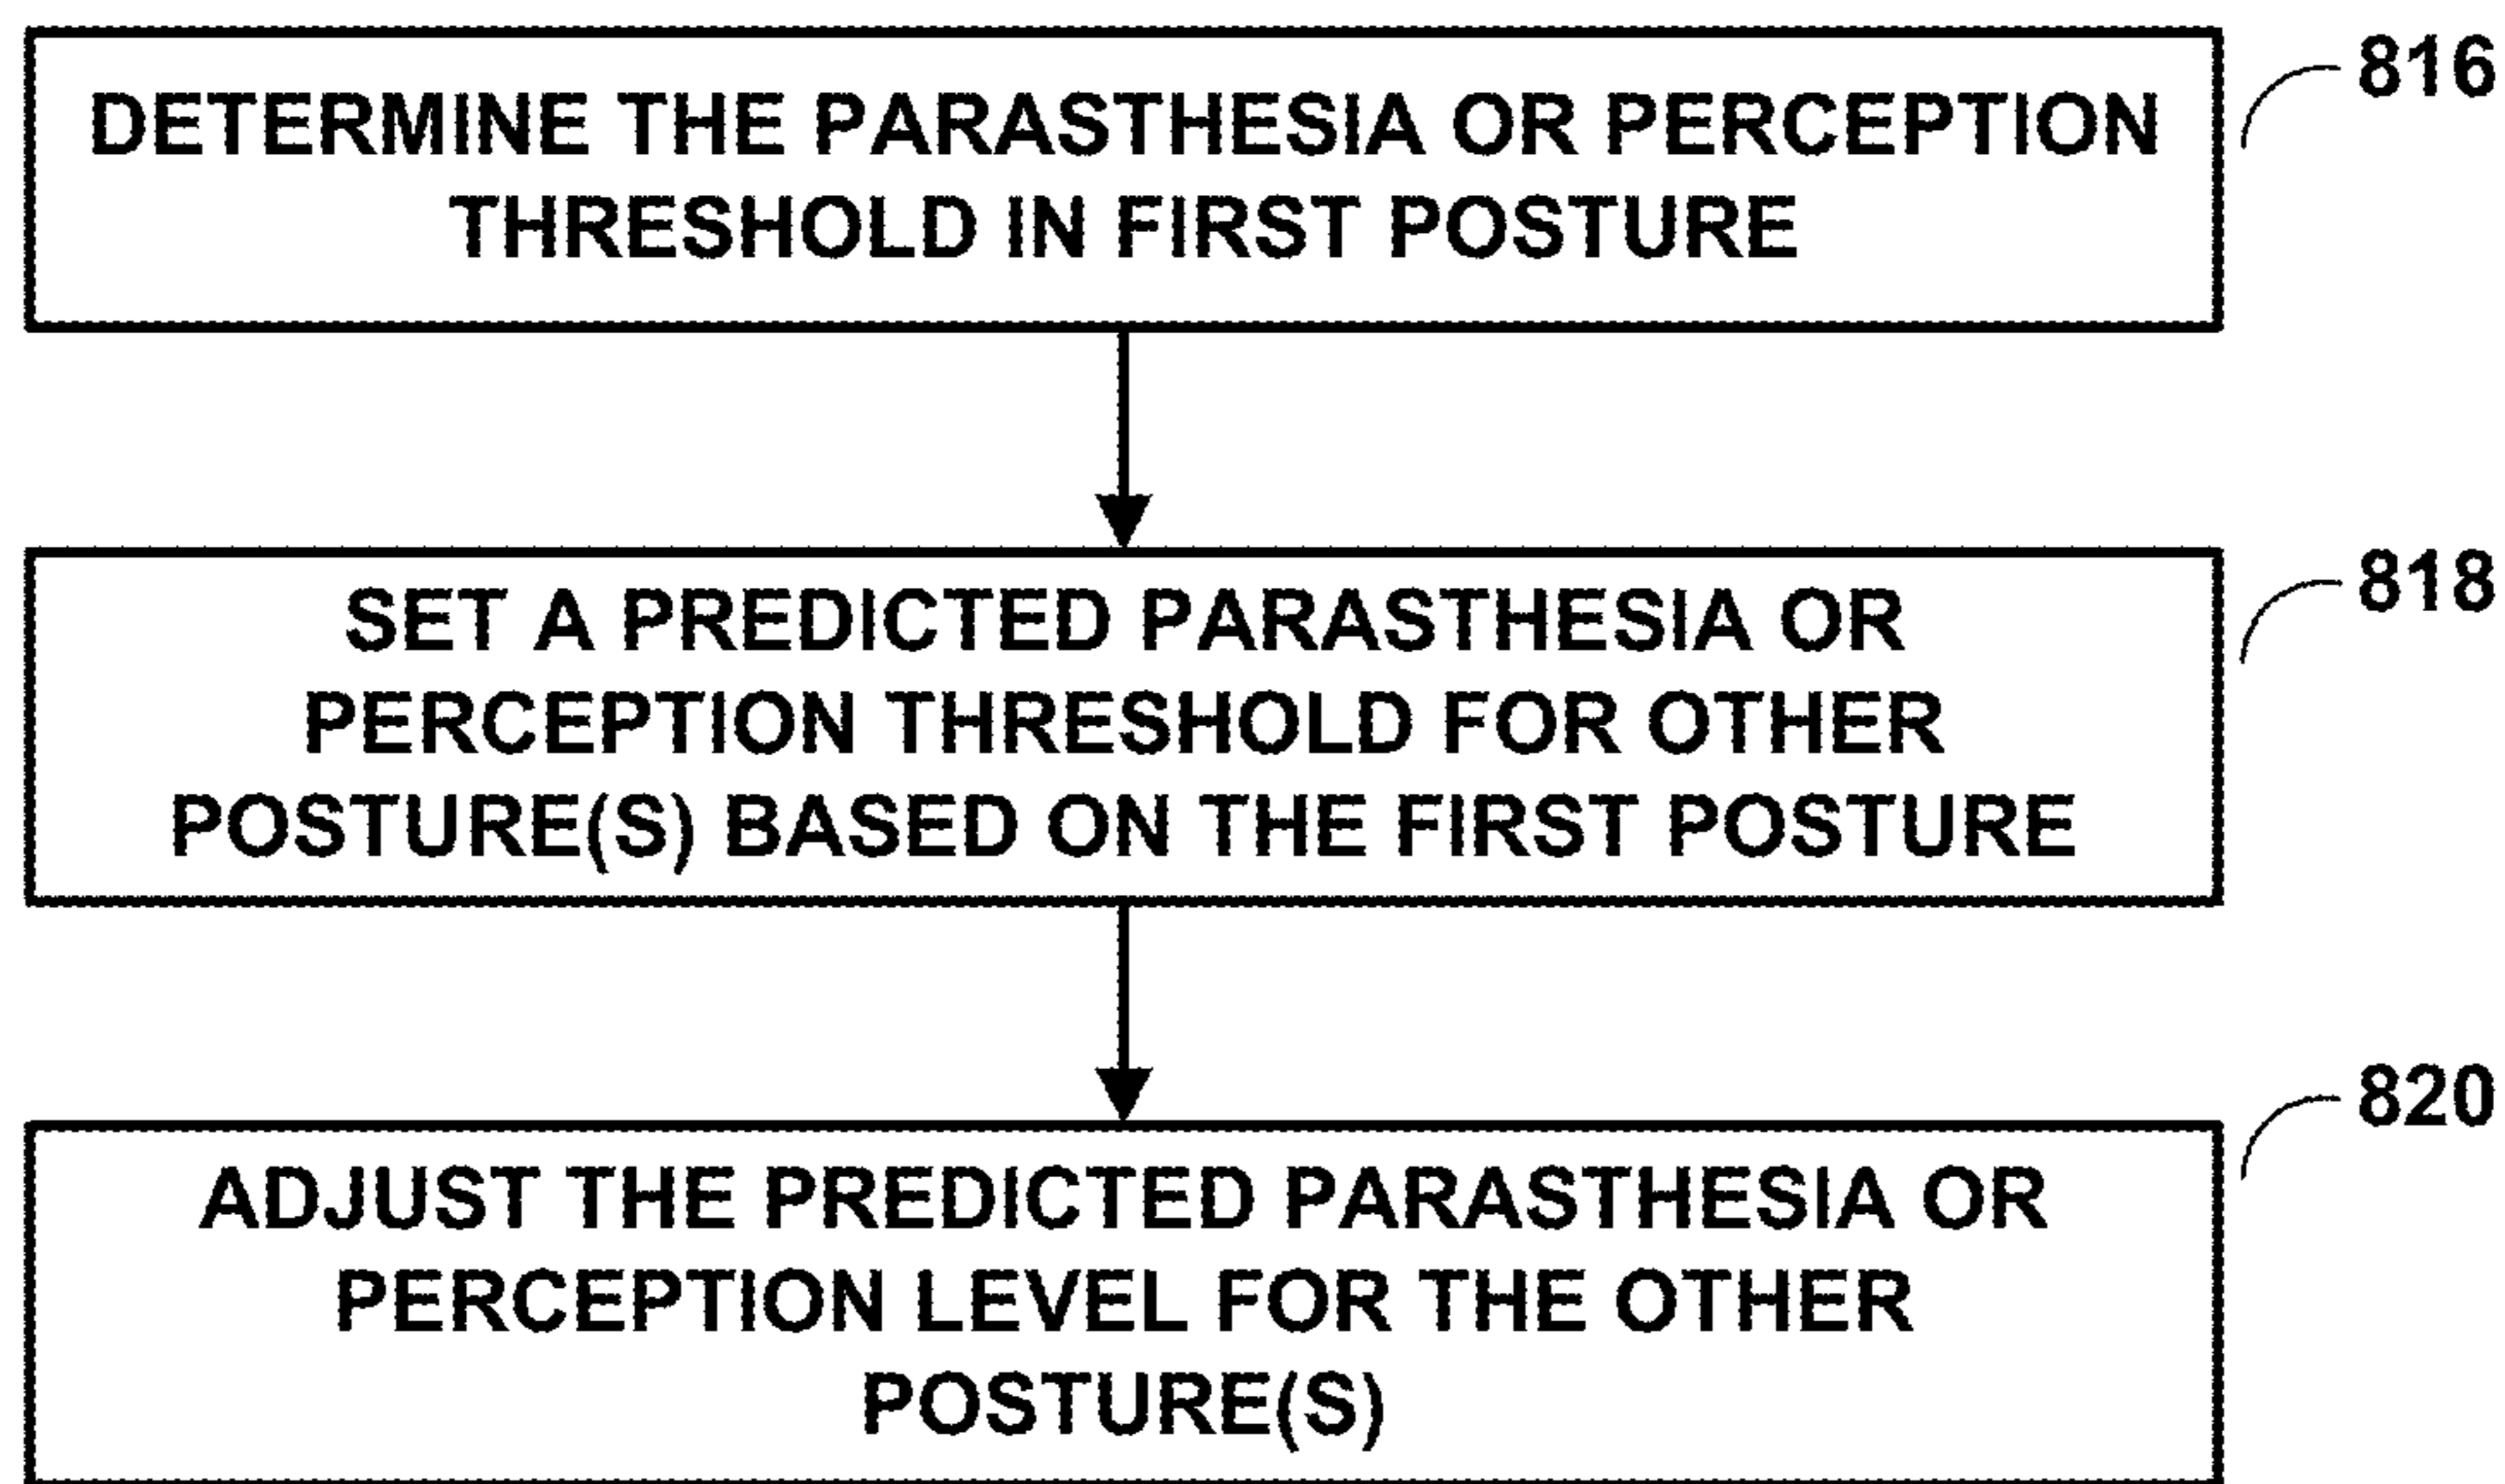 DETERMINE THE PARASTHESIA OR PERCEPTION
THRESHOLD IN FIRST POSTURE
816
SET A PREDICTED PARASTHESIA OR
PERCEPTION THRESHOLD FOR OTHER
POSTURE(S) BASED ON THE FIRST POSTURE
818
ADJUST THE PREDICTED PARASTHESIA OR
PERCEPTION LEVEL FOR THE OTHER
POSTURE(S)
820